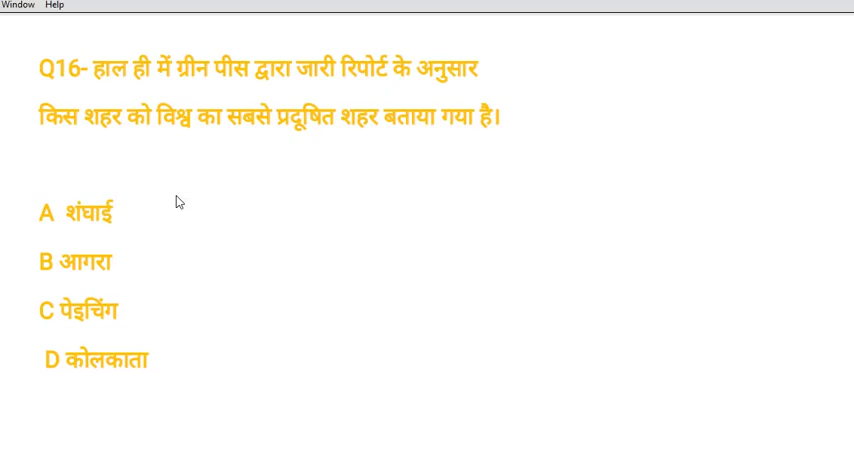 Window Help
Q16- हाल ही में ग्रीन पीस द्वारा जारी रिपोर्ट के अनुसार
किस शहर को विश्व का सबसे प्रदूषित शहर बताया गया है।
A शंघाई
B आगरा
C पेइचिंग
D कोलकाता